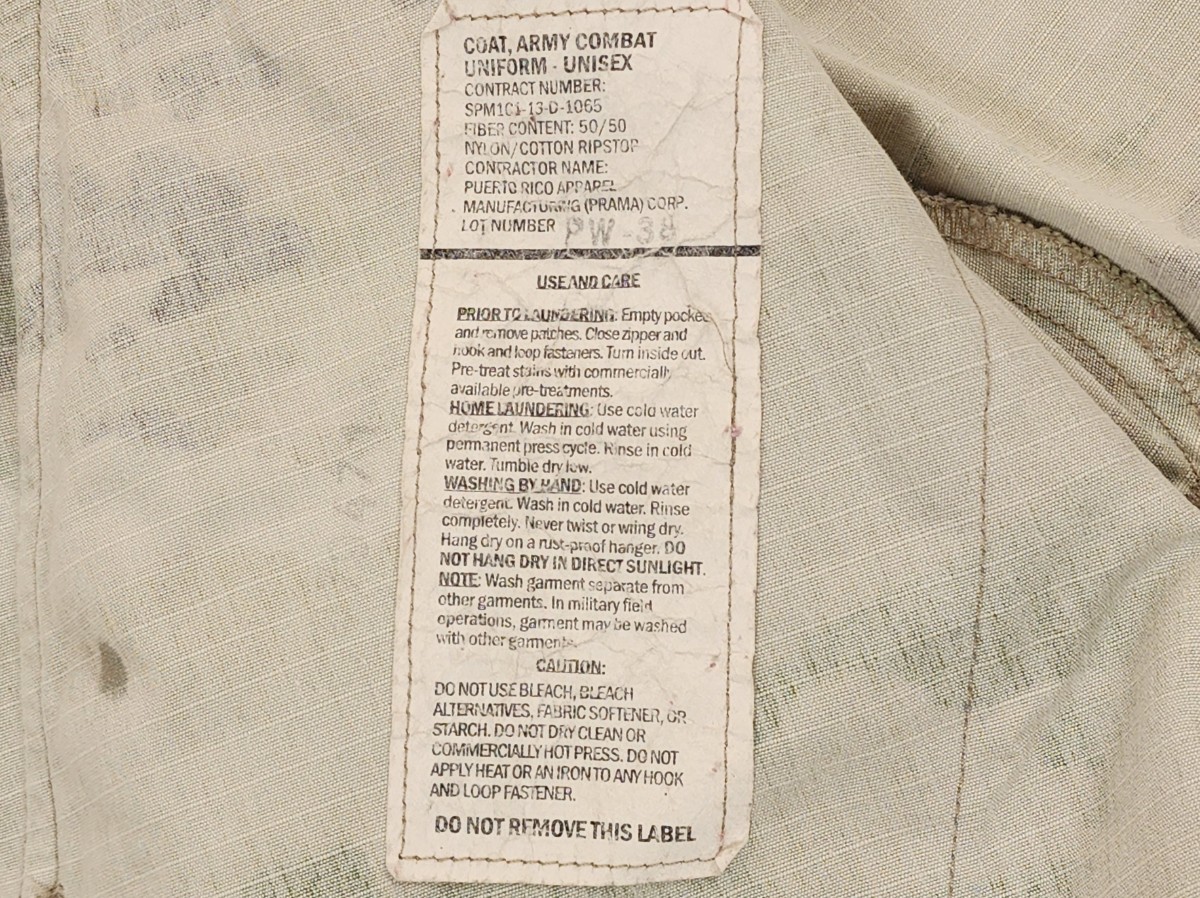 COAT, ARMY COMBAT
UNIFORM - UNISEX
CONTRACT NUMBER:
SPM1C1-13-D-1065
FIBER CONTENT: 50/50
NYLON/COTTON RIPSTOP
CONTRACTOR NAME:
PUERTO RICO APPAREL
MANUFACTURING (PRAMA) CORP.
LOT NUMBER PW-38
USE AND CARE
PRIOR TO LAUNDERING: Empty pockets
and remove patches. Close zipper and
hook and loop fasteners. Turn inside out.
Pre-treat stains with commercially
available pre-treatments.
HOME LAUNDERING: Use cold water
detergent. Wash in cold water using
permanent press cycle. Rinse in cold
water. Tumble dry low.
WASHING BY HAND: Use cold water
detergent. Wash in cold water. Rinse
completely. Never twist or wring dry.
Hang dry on a rust-proof hanger. DO
NOT HANG DRY IN DIRECT SUNLIGHT.
NOTE: Wash garment separate from
other garments. In military field
operations, garment may be washed
with other garments.
CAUTION:
DO NOT USE BLEACH, BLEACH
ALTERNATIVES, FABRIC SOFTENER, OR
STARCH. DO NOT DRY CLEAN OR
COMMERCIALLY HOT PRESS. DO NOT
APPLY HEAT OR AN IRON TO ANY HOOK
AND LOOP FASTENER.
DO NOT REMOVE THIS LABEL